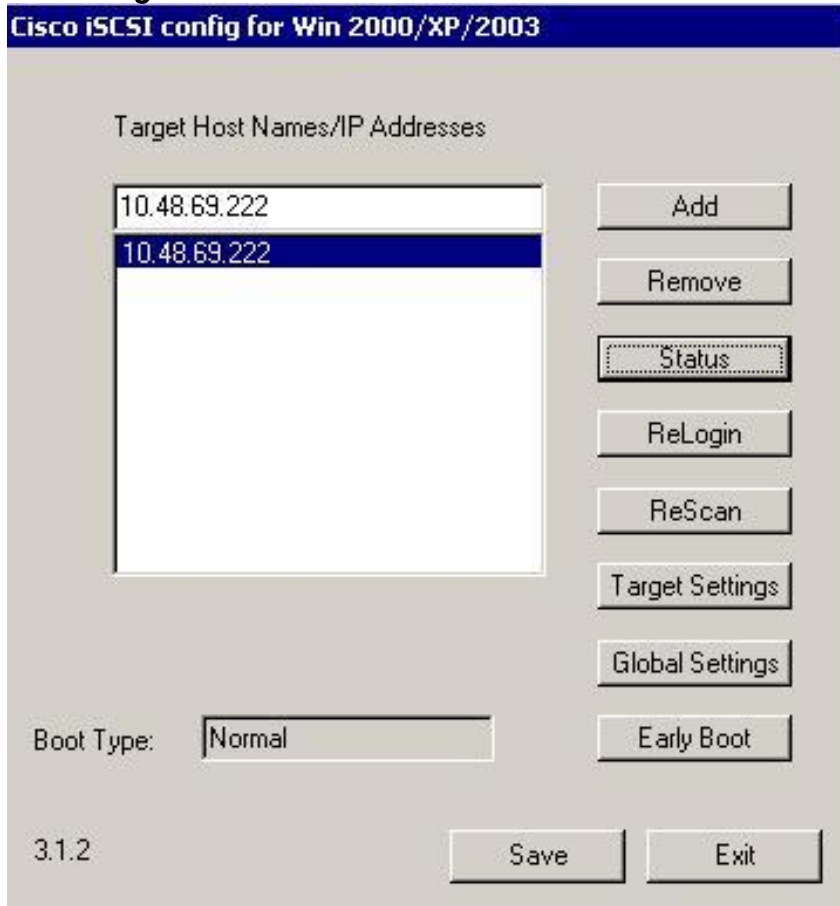 Cisco iSCSI config for Win 2000/XP/2003
Target Host Names/IP Addresses
10.48.69.222
Add
10.48.69.222
Remove
Status
ReLogin
ReScan
Target Settings
Global Settings
Boot Type:
Normal
Early Boot
3.1.2
Save
Exit